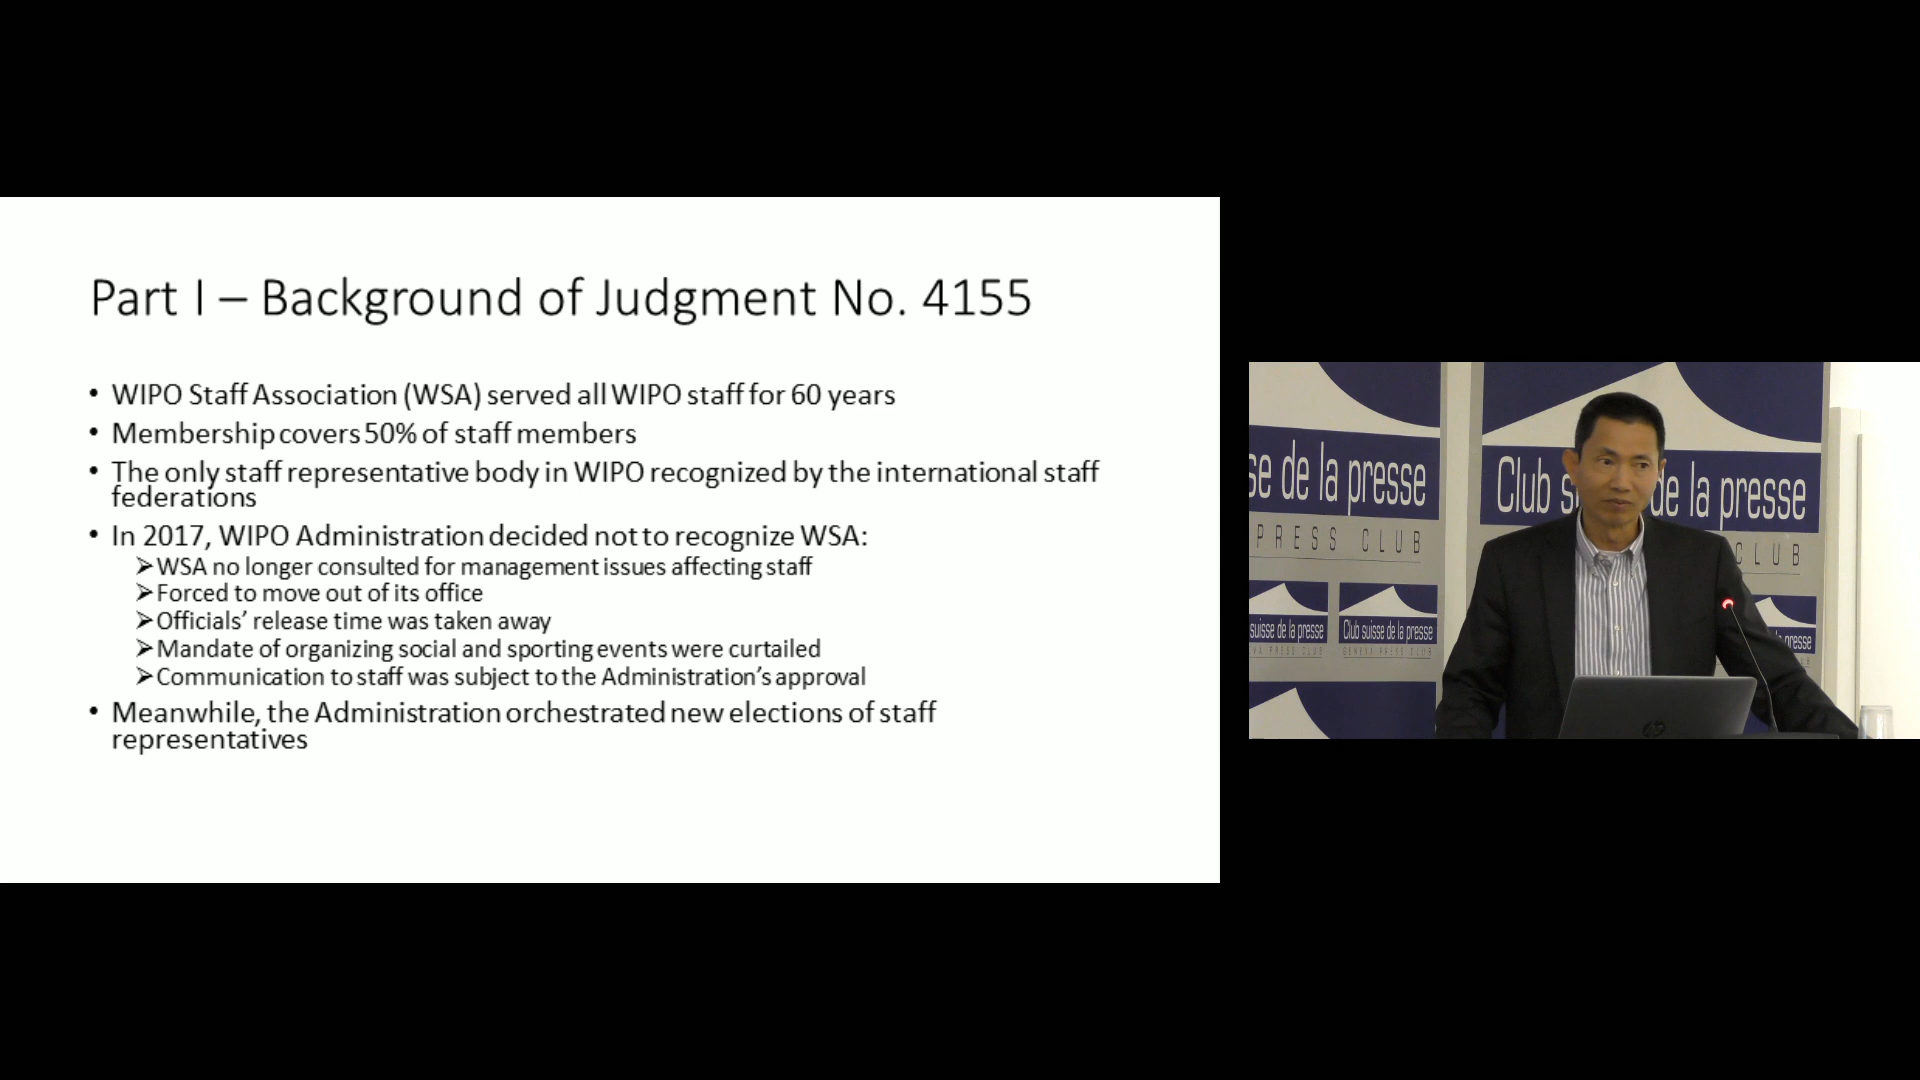 Part I – Background of Judgment No. 4155
• WIPO Staff Association (WSA) served all WIPO staff for 60 years
• Membership covers 50% of staff members
• The only staff representative body in WIPO recognized by the international staff
federations
• In 2017, WIPO Administration decided not to recognize WSA:
➢WSA no longer consulted for management issues affecting staff
➢Forced to move out of its office
➢Officials’ release time was taken away
➢Mandate of organizing social and sporting events were curtailed
➢Communication to staff was subject to the Administration’s approval
• Meanwhile, the Administration orchestrated new elections of staff
representatives
se de la presse
PRESS CLUB
Club s de la presse
CLUB
suisse de la presse
VA PRESS CLUB
Club suisse de la presse
GENEVA PRESS CLUB
presse
hp